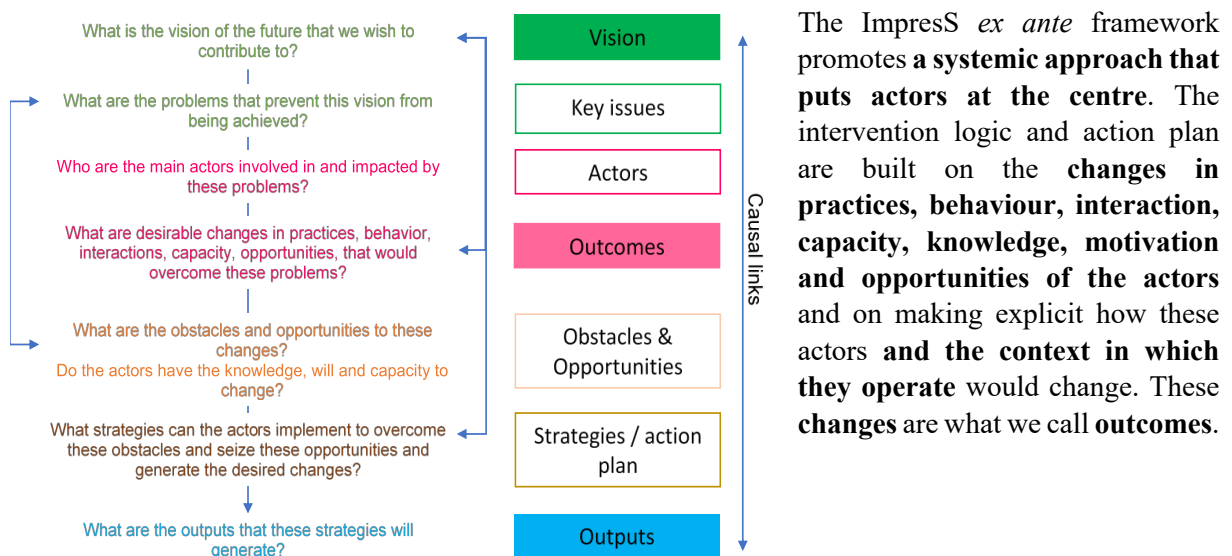 What is the vision of the future that we wish to
contribute to?
What are the problems that prevent this vision from
being achieved?
Who are the main actors involved in and impacted by
these problems?
What are desirable changes in practices, behavior,
interactions, capacity, opportunities, that would
overcome these problems?
What are the obstacles and opportunities to these
changes?
Do the actors have the knowledge, will and capacity to
change?
What strategies can the actors implement to overcome
these obstacles and seize these opportunities and
generate the desired changes?
What are the outputs that these strategies will
generate?
Vision
Key issues
Actors
Outcomes
Obstacles &
Opportunities
Strategies / action
plan
Outputs
Causal links
The ImpresS ex ante framework
promotes a systemic approach that
puts actors at the centre. The
intervention logic and action plan
are built on the changes in
practices, behaviour, interaction,
capacity, knowledge, motivation
and opportunities of the actors
and on making explicit how these
actors and the context in which
they operate would change. These
changes are what we call outcomes.